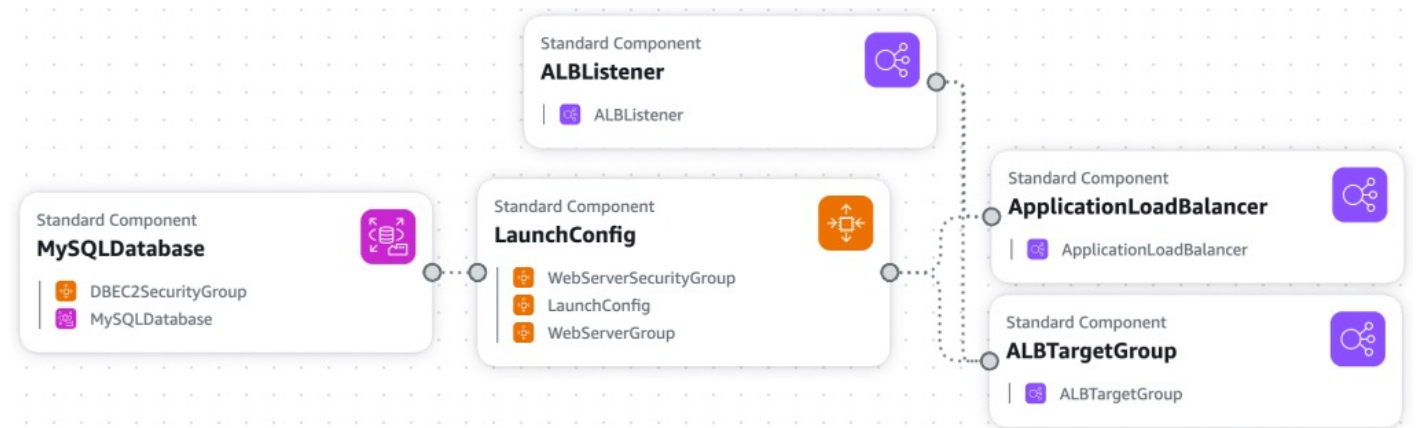 Standard Component
ALBListener
ALBListener
Standard Component
MySQLDatabase
DBEC2SecurityGroup
MySQLDatabase
Standard Component
LaunchConfig
WebServerSecurityGroup
LaunchConfig
WebServerGroup
Standard Component
ApplicationLoadBalancer
ApplicationLoadBalancer
Standard Component
ALBTargetGroup
ALBTargetGroup